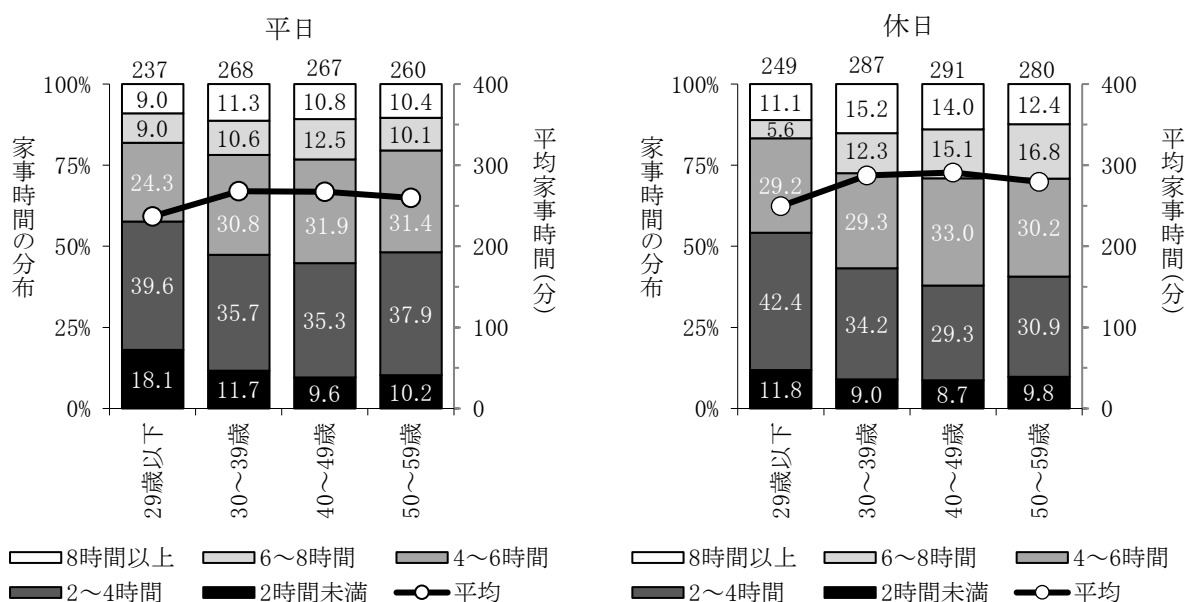 平日
237 268 267 260
100% 400
9.0 11.3 10.8 10.4
9.0 10.6 12.5 10.1
75% 300
24.3 30.8 31.9 31.4
50% 200
39.6 35.7 35.3 37.9
25% 100
18.1 11.7 9.6 10.2
0% 0
家事時間の分布
平均家事時間(分)
29歳以下 30～39歳 40～49歳 50～59歳
8時間以上 6～8時間 4～6時間
2～4時間 2時間未満 平均
休日
249 287 291 280
100% 400
11.1 15.2 14.0 12.4
5.6 12.3 15.1 16.8
75% 300
29.2 29.3 33.0 30.2
50% 200
42.4 34.2 29.3 30.9
25% 100
11.8 9.0 8.7 9.8
0% 0
家事時間の分布
平均家事時間(分)
29歳以下 30～39歳 40～49歳 50～59歳
8時間以上 6～8時間 4～6時間
2～4時間 2時間未満 平均